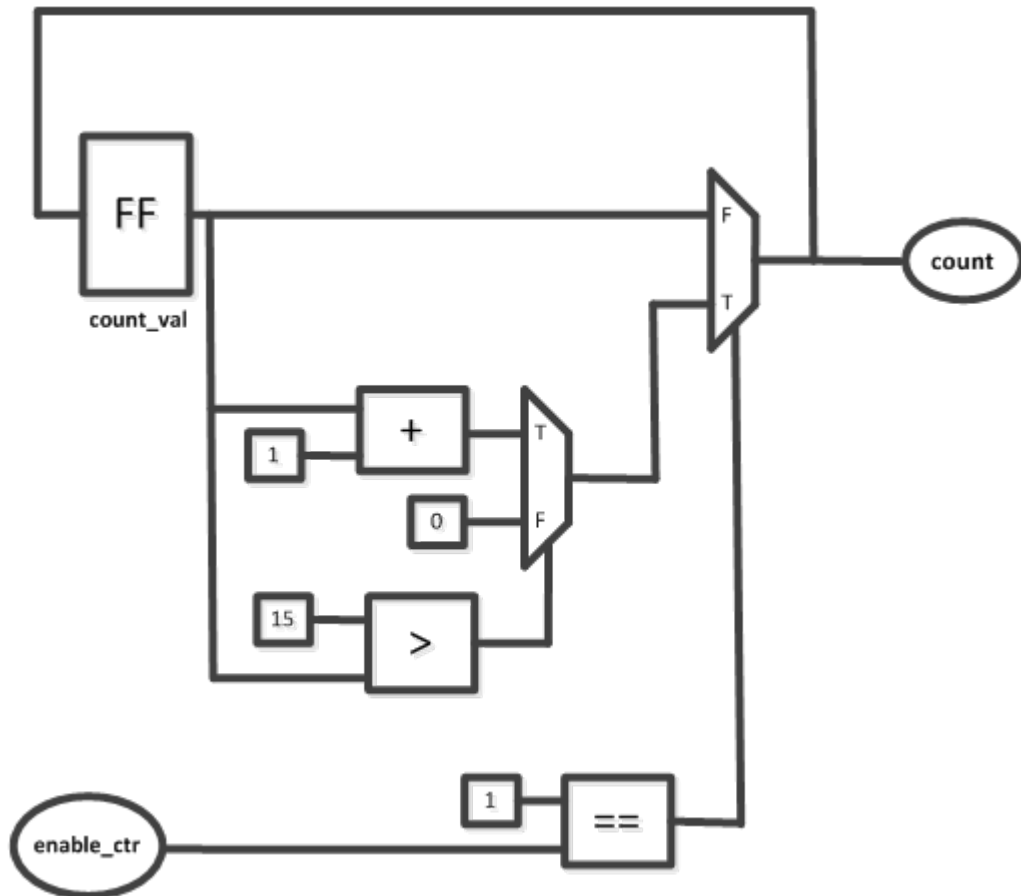 FF
count_val
F
T
count
+
1
T
0
F
15
>
1
==
enable_ctr